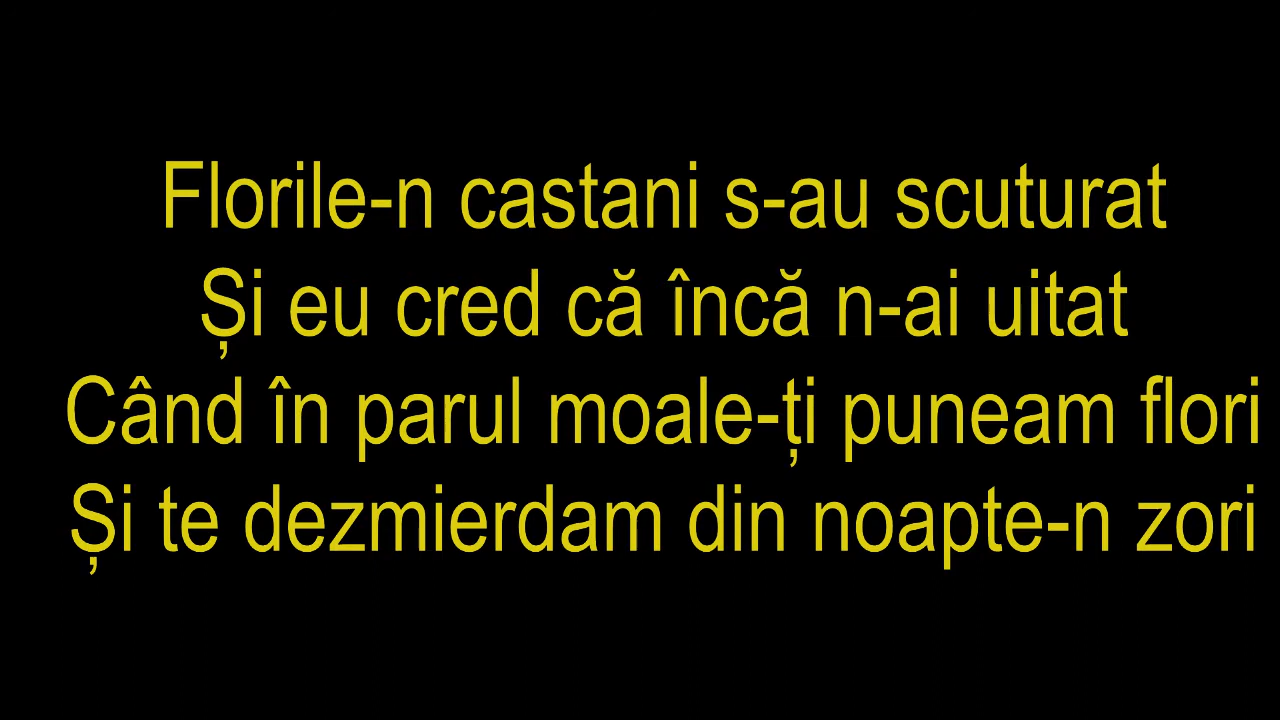 Florile-n castani s-au scuturat
Și eu cred că încă n-ai uitat
Când în parul moale-ți puneam flori
Și te dezmierdam din noapte-n zori